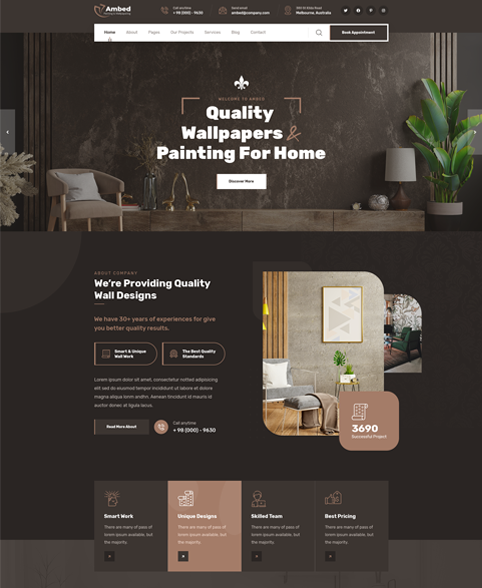 Ambed
Call anytime
+ 98 (000) - 9630
Send email
ambed@company.com
Melbourne, Australia
Home
About
Pages
Our Projects
Services
Blog
Contact
Book Appointment
WELCOME TO AMBED
Quality
Wallpapers &
Painting For Home
Discover More
ABOUT COMPANY
We're Providing Quality
Wall Designs
We have 30+ years of experiences for give
you better quality results.
Smart & Unique
Wall Work
The Best Quality
Standards
Lorem ipsum dolor sit amet, consectetur notted adipisicing
elit sed do eiusmod tempor incididunt ut labore et dolore
magna aliqua lonm andhn. Aenean tincidunt id mauris id
auctor donec at ligula lacus.
Read More About
Call anytime
+ 98 (000) - 9630
3690
Successful Project
Smart Work
There are many of pass of
lorem ipsum available, but
the majority.
Unique Designs
There are many of pass of
lorem ipsum available, but
the majority.
Skilled Team
There are many of pass of
lorem ipsum available, but
the majority.
Best Pricing
There are many of pass of
lorem ipsum available, but
the majority.